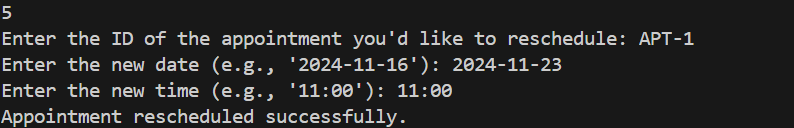 5
Enter the ID of the appointment you'd like to reschedule: APT-1
Enter the new date (e.g., '2024-11-16'): 2024-11-23
Enter the new time (e.g., '11:00'): 11:00
Appointment rescheduled successfully.